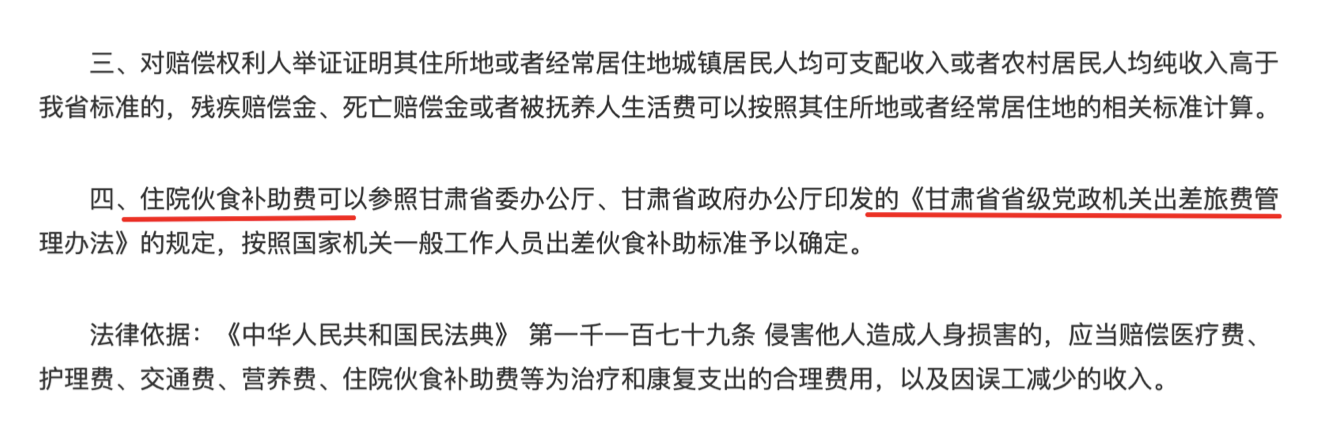 三、对赔偿权利人举证证明其住所地或者经常居住地城镇居民人均可支配收入或者农村居民人均纯收入高于
我省标准的，残疾赔偿金、死亡赔偿金或者被抚养人生活费可以按照其住所地或者经常居住地的相关标准计算。
四、住院伙食补助费可以参照甘肃省委办公厅、甘肃省政府办公厅印发的《甘肃省省级党政机关出差旅费管
理办法》的规定，按照国家机关一般工作人员出差伙食补助标准予以确定。
法律依据：《中华人民共和国民法典》 第一千一百七十九条 侵害他人造成人身损害的，应当赔偿医疗费、
护理费、交通费、营养费、住院伙食补助费等为治疗和康复支出的合理费用，以及因误工减少的收入。